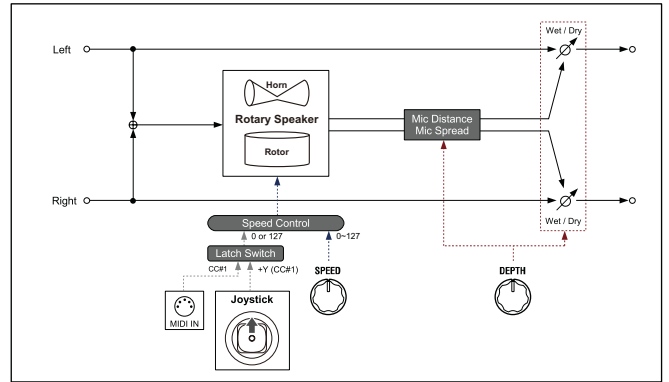 Wet / Dry
Left
Horn
Rotary Speaker
Mic Distance
Mic Spread
Rotor
Right
Wet / Dry
Speed Control
0 or 127
0~127
Latch Switch
CC#1
+Y (CC#1)
SPEED
DEPTH
Joystick
MIDI IN